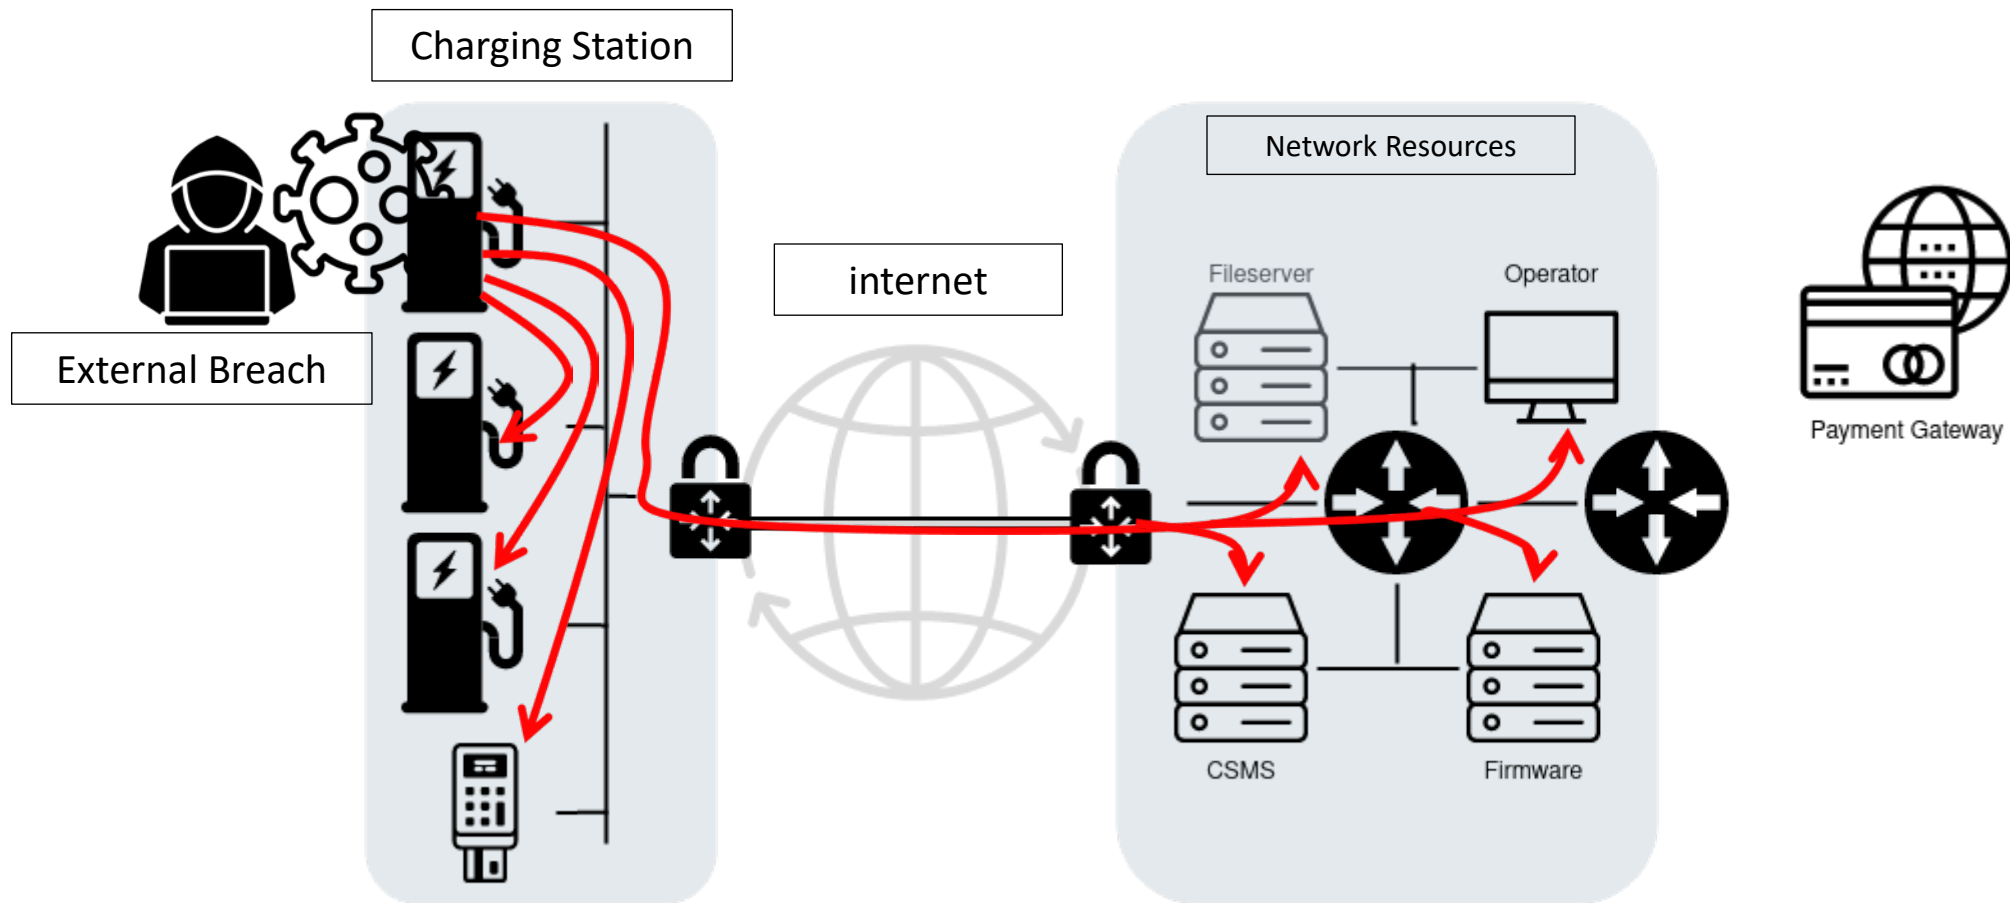 Charging Station
Network Resources
internet
Fileserver
Operator
External Breach
Payment Gateway
CSMS
Firmware